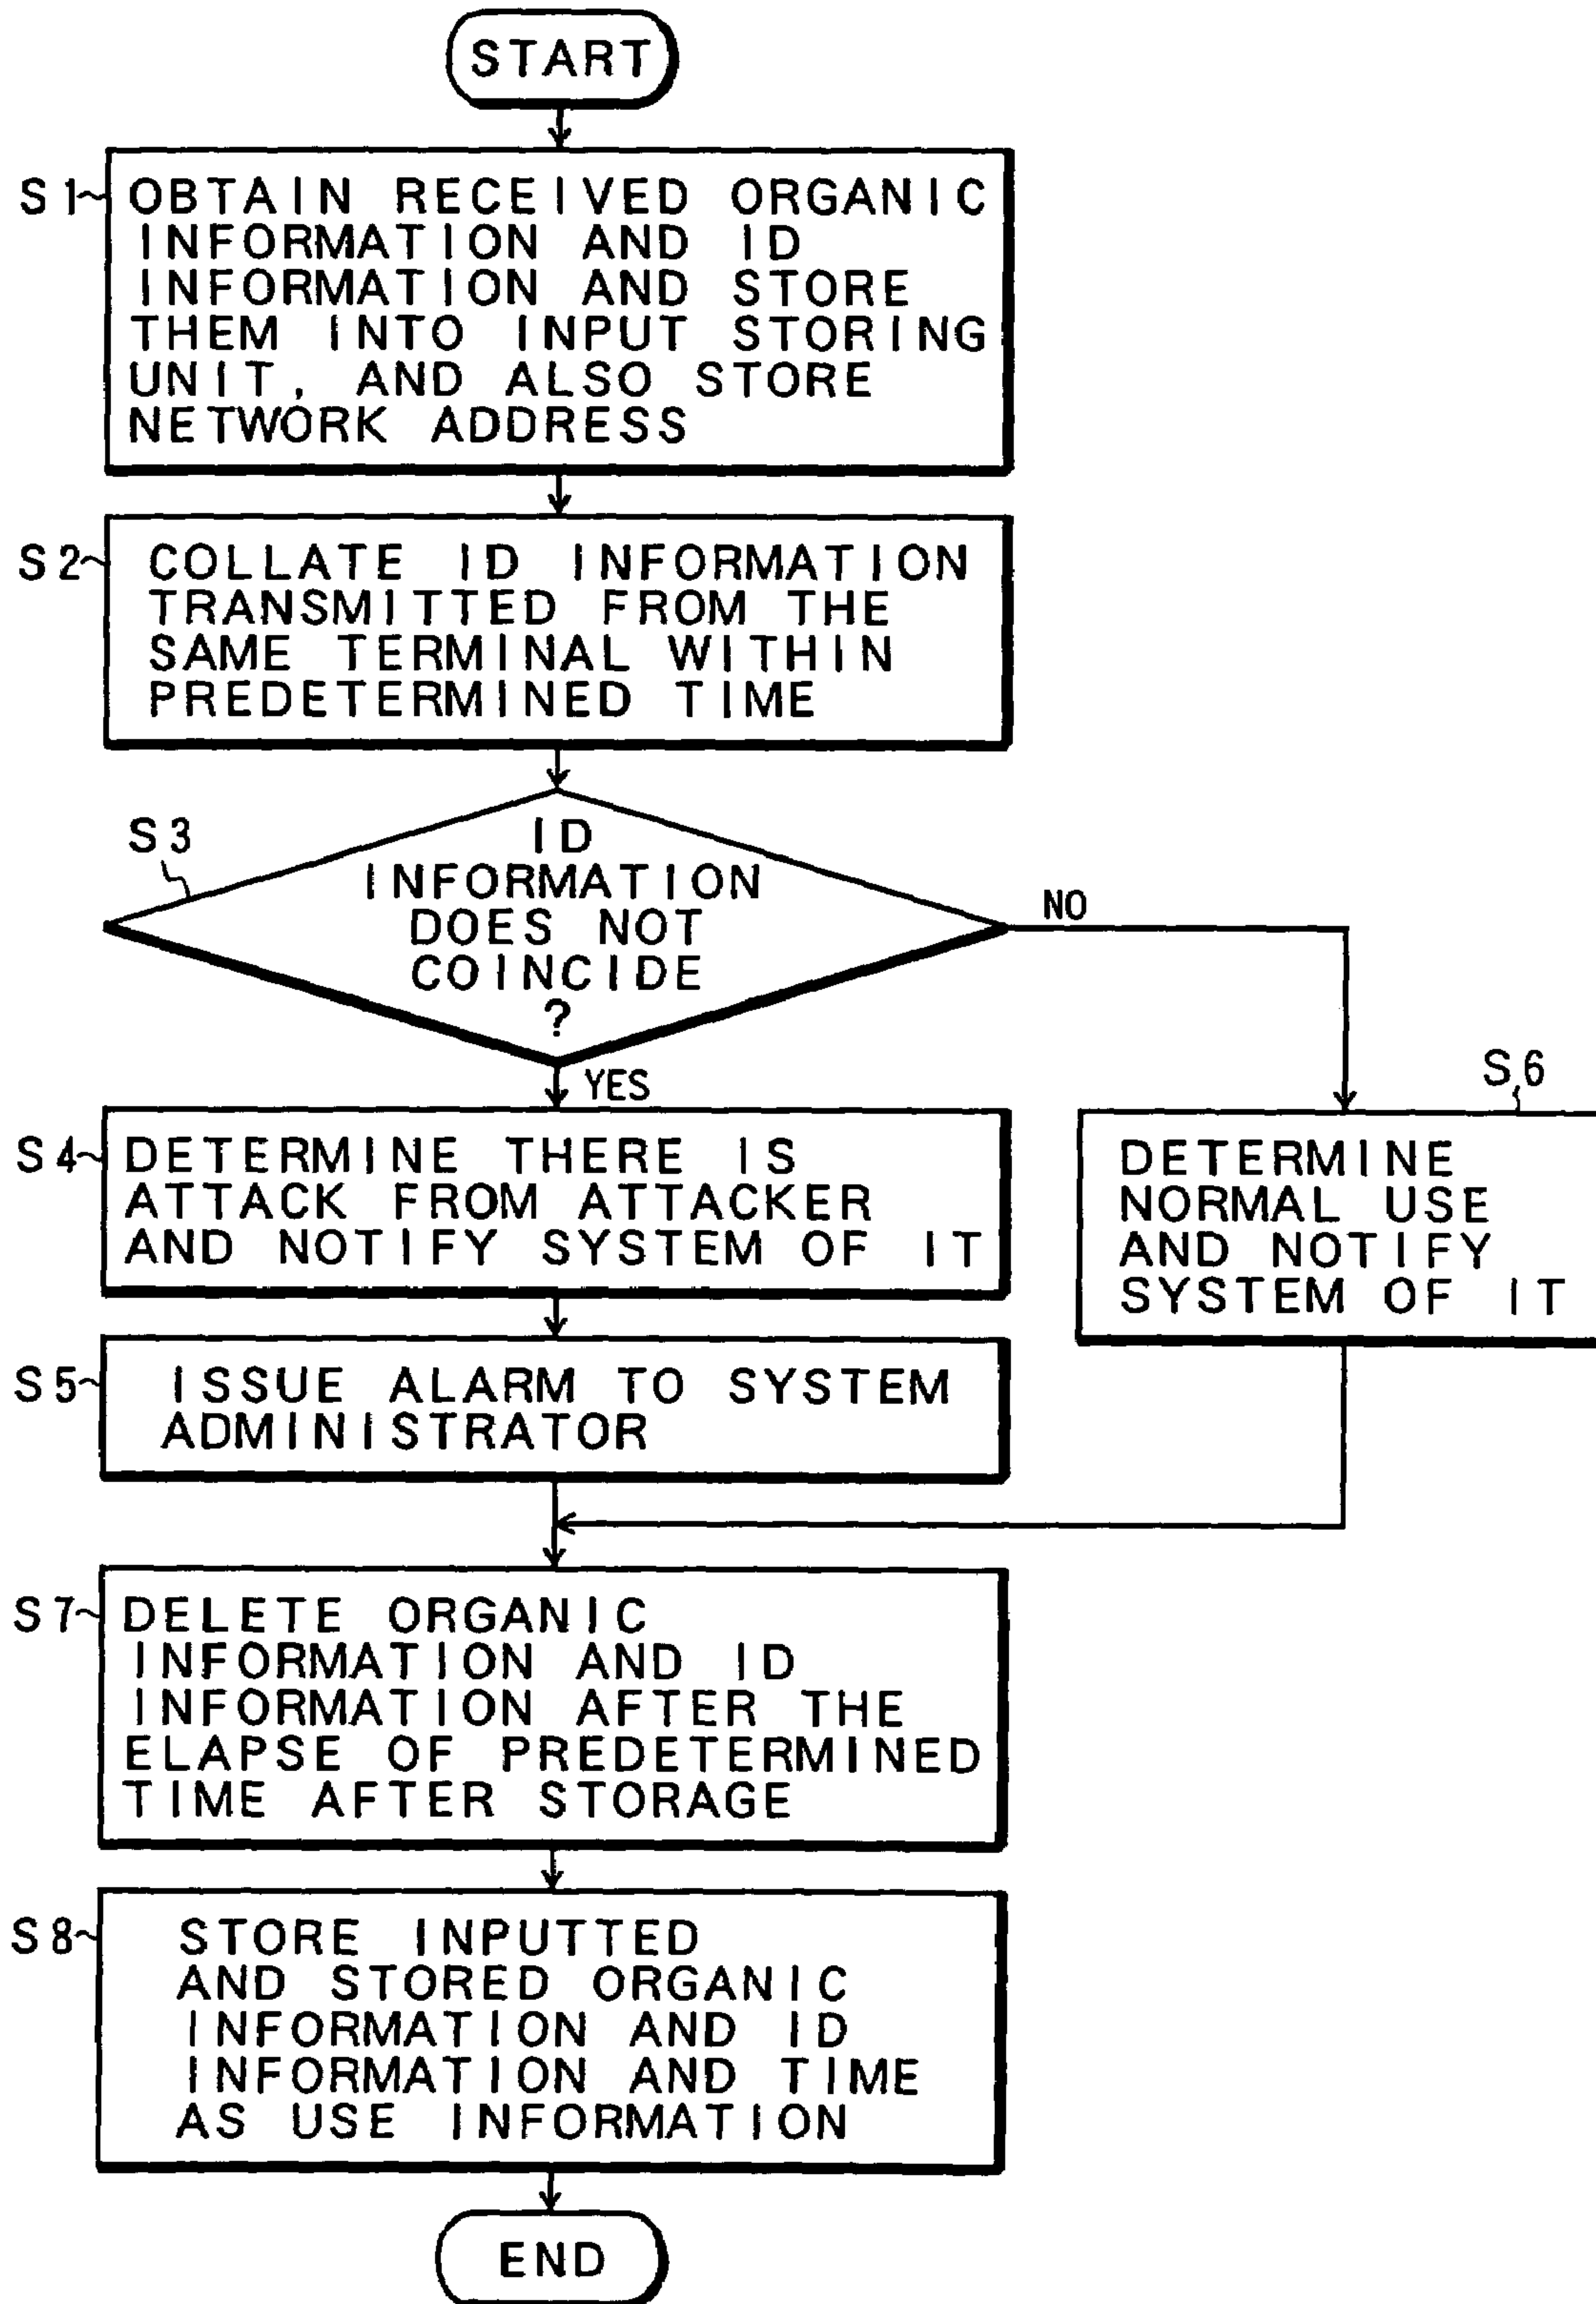 START
S1
OBTAIN RECEIVED ORGANIC
INFORMATION AND ID
INFORMATION AND STORE
THEM INTO INPUT STORING
UNIT, AND ALSO STORE
NETWORK ADDRESS
S2
COLLATE ID INFORMATION
TRANSMITTED FROM THE
SAME TERMINAL WITHIN
PREDETERMINED TIME
S3
ID
INFORMATION
DOES NOT
COINCIDE
?
NO
YES
S4
DETERMINE THERE IS
ATTACK FROM ATTACKER
AND NOTIFY SYSTEM OF IT
S6
DETERMINE
NORMAL USE
AND NOTIFY
SYSTEM OF IT
S5
ISSUE ALARM TO SYSTEM
ADMINISTRATOR
S7
DELETE ORGANIC
INFORMATION AND ID
INFORMATION AFTER THE
ELAPSE OF PREDETERMINED
TIME AFTER STORAGE
S8
STORE INPUTTED
AND STORED ORGANIC
INFORMATION AND ID
INFORMATION AND TIME
AS USE INFORMATION
END